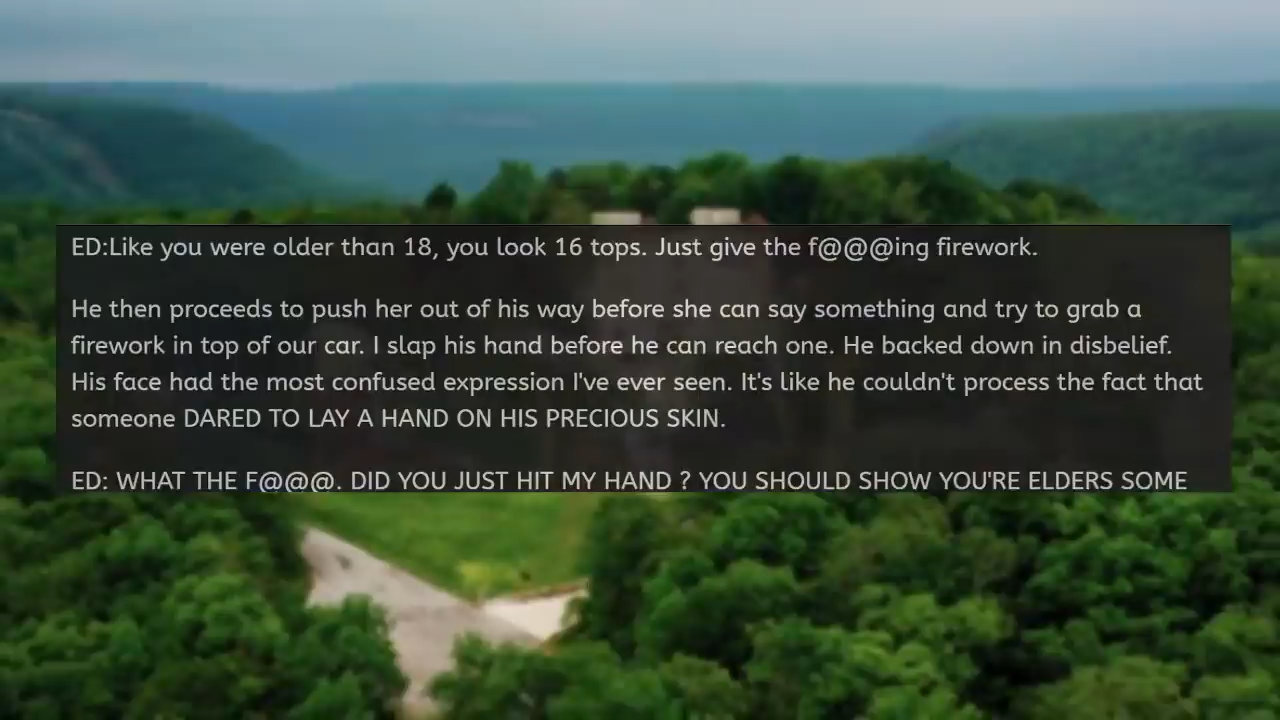 ED:Like you were older than 18, you look 16 tops. Just give the f@@@ing firework.
He then proceeds to push her out of his way before she can say something and try to grab a
firework in top of our car. I slap his hand before he can reach one. He backed down in disbelief.
His face had the most confused expression I've ever seen. It's like he couldn't process the fact that
someone DARED TO LAY A HAND ON HIS PRECIOUS SKIN.
ED: WHAT THE F@@@. DID YOU JUST HIT MY HAND ? YOU SHOULD SHOW YOU'RE ELDERS SOME